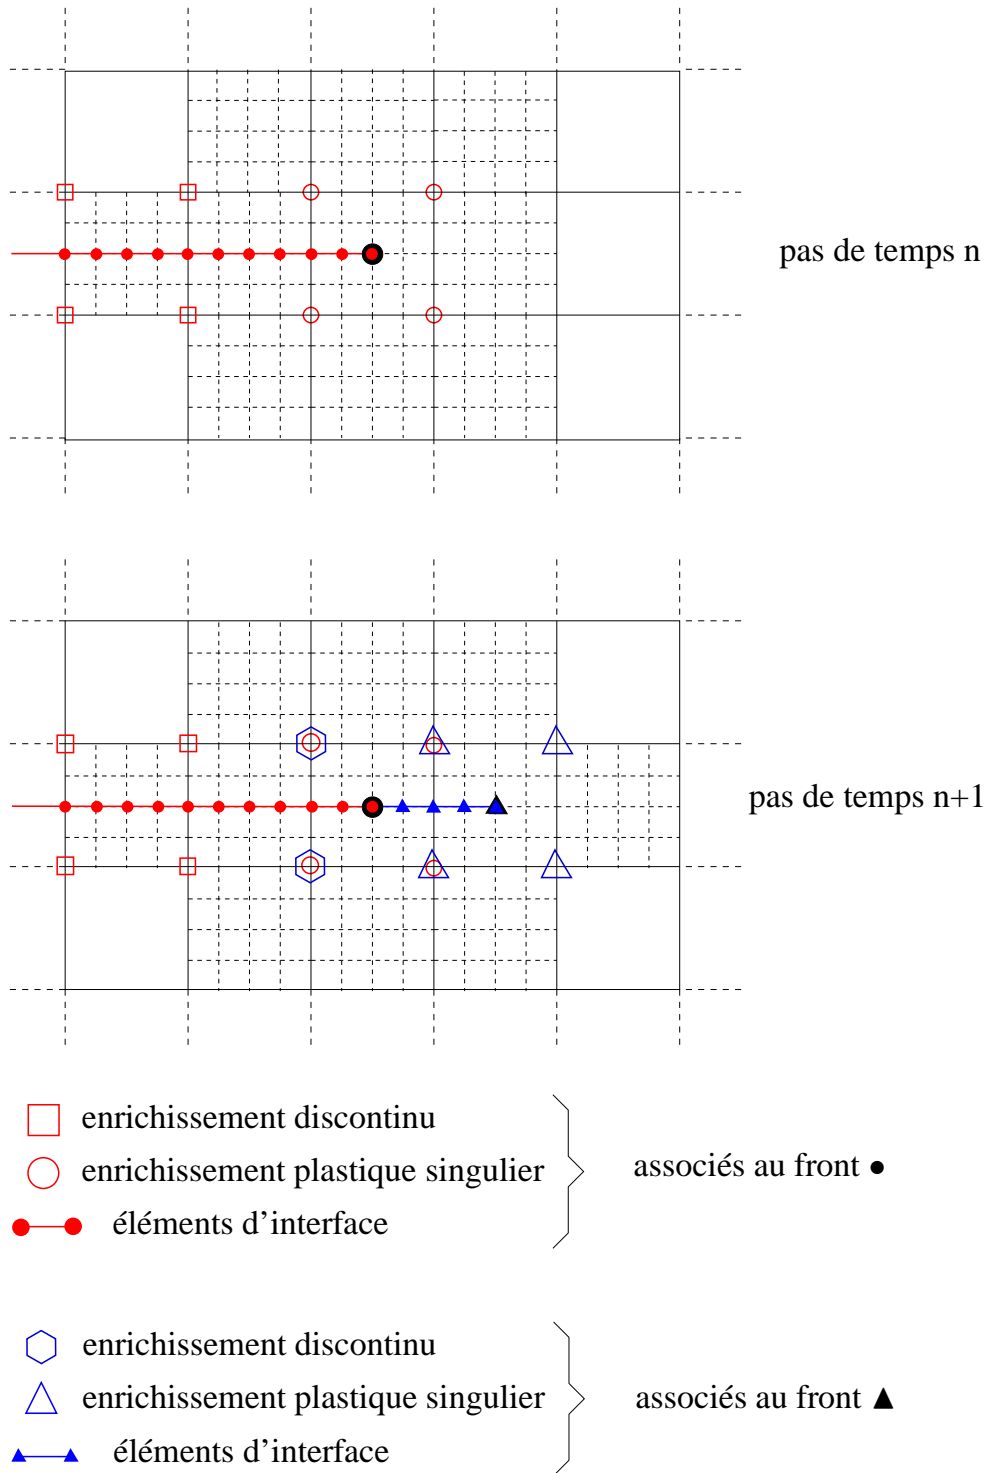 pas de temps n
pas de temps n+1
enrichissement discontinu
enrichissement plastique singulier
éléments d'interface
associés au front
enrichissement discontinu
enrichissement plastique singulier
éléments d'interface
associés au front